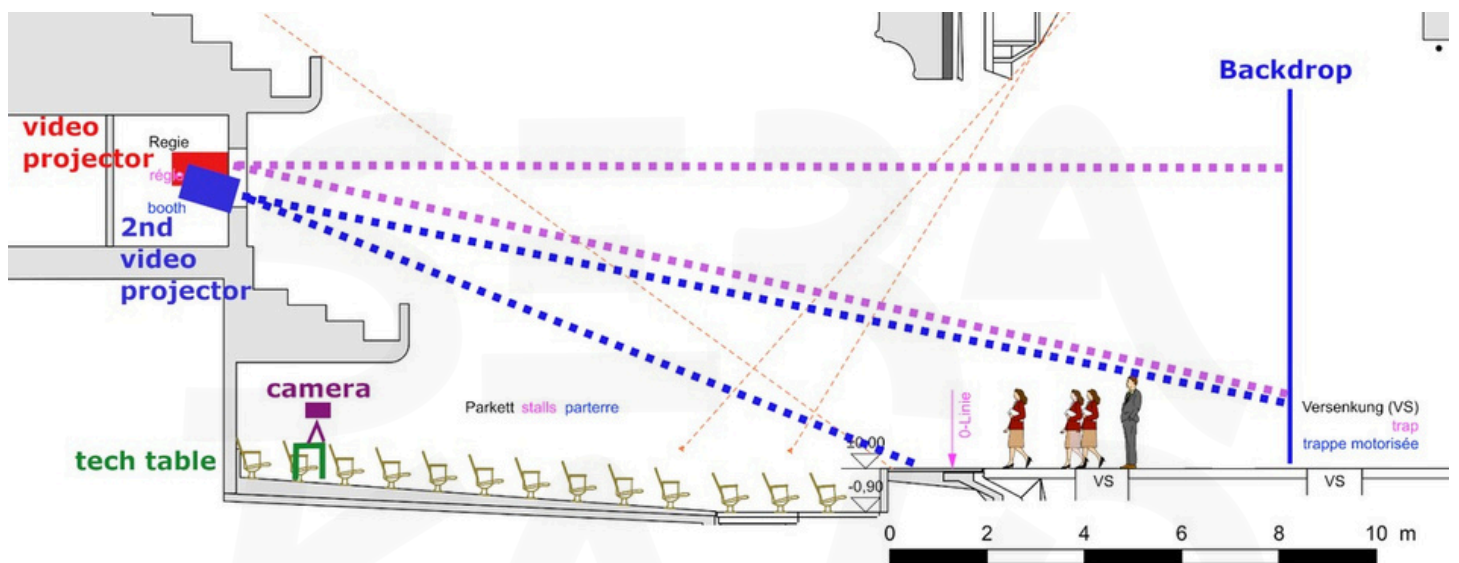 Backdrop
video
projector
Regie
régie
booth
2nd
video
projector
camera
tech table
Parkett stalls parterre
0-Linie
±0,00
-0,90
Versenkung (VS)
trap
trappe motorisée
VS
VS
0 2 4 6 8 10 m